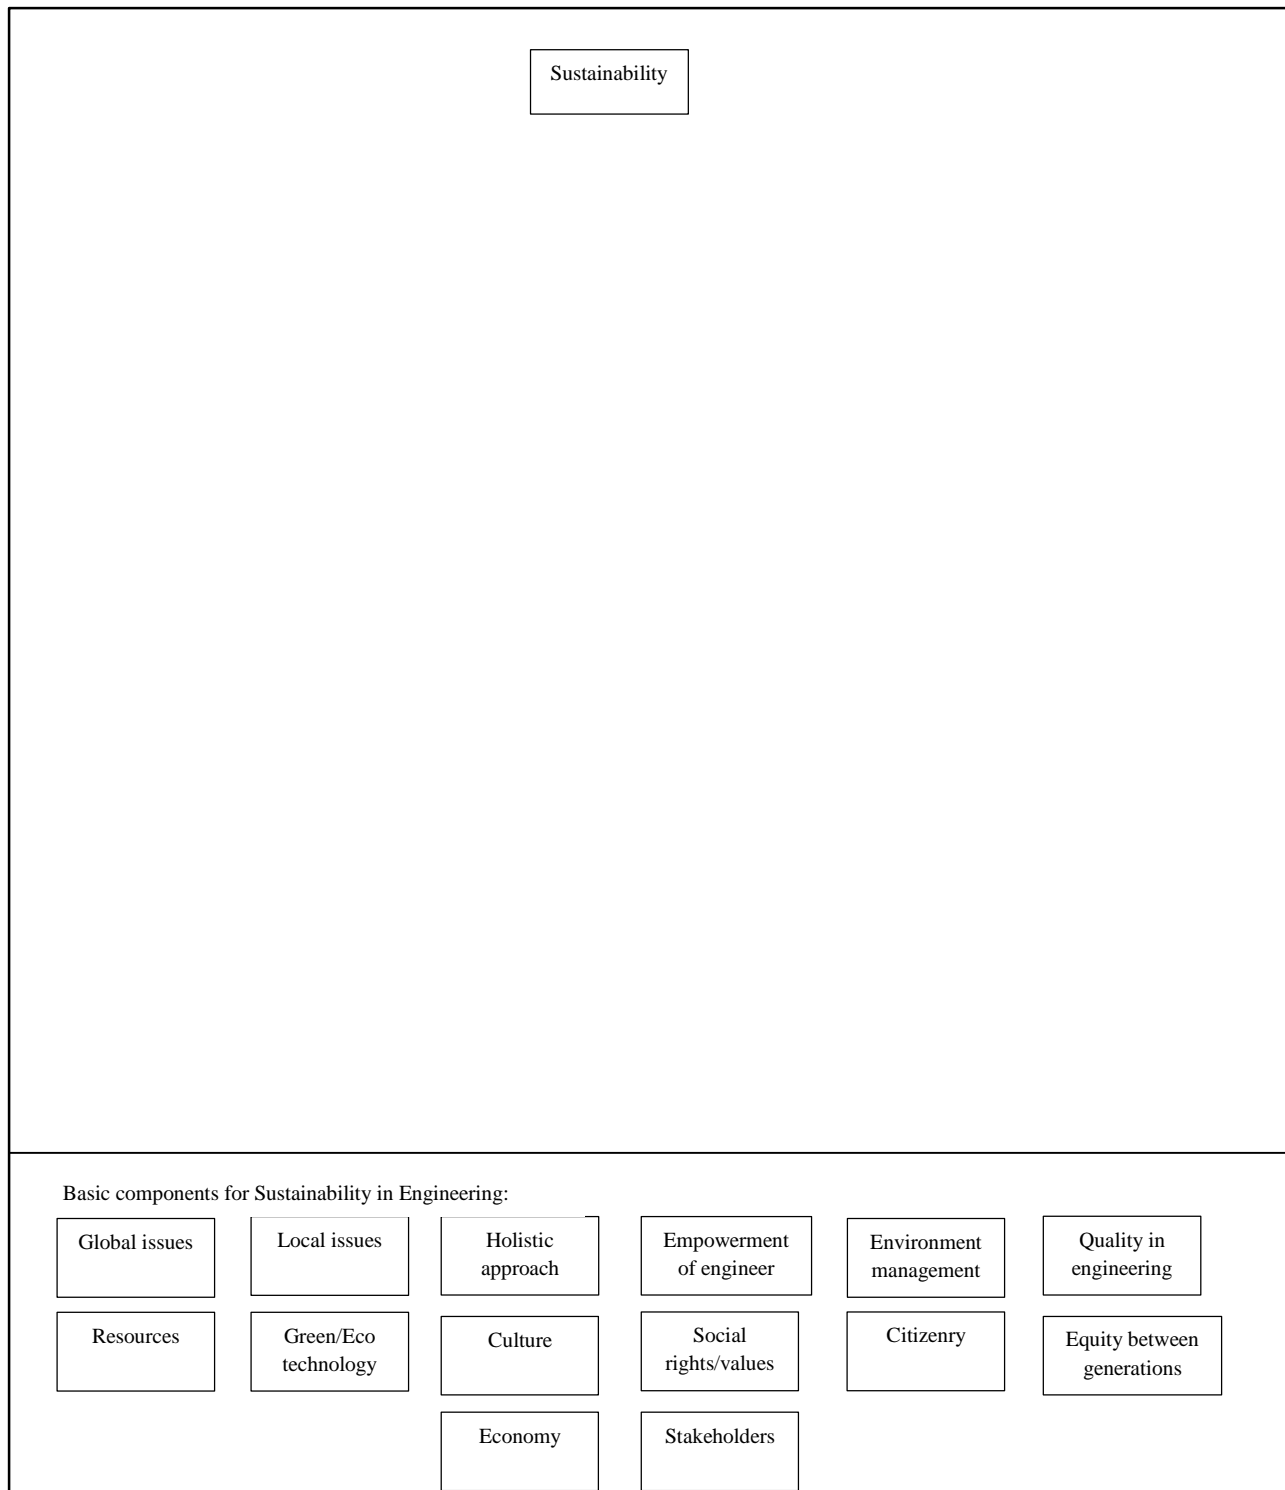 Sustainability
Basic components for Sustainability in Engineering:
Global issues
Local issues
Holistic
approach
Empowerment
of engineer
Environment
management
Quality in
engineering
Resources
Green/Eco
technology
Culture
Social
rights/values
Citizenry
Equity between
generations
Economy
Stakeholders